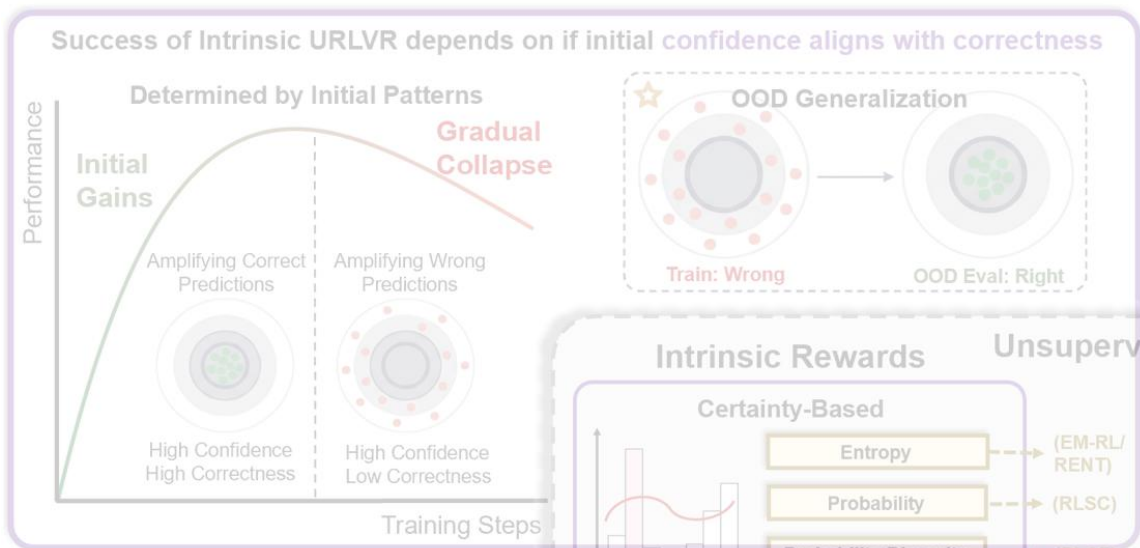 Success of Intrinsic URLVR depends on if initial confidence aligns with correctness
Determined by Initial Patterns
Performance
Initial
Gains
Gradual
Collapse
Amplifying Correct
Predictions
Amplifying Wrong
Predictions
High Confidence
High Correctness
High Confidence
Low Correctness
Training Steps
OOD Generalization
Train: Wrong
OOD Eval: Right
Intrinsic Rewards
Unsuperv
Certainty-Based
Entropy
(EM-RL/
RENT)
Probability
(RLSC)